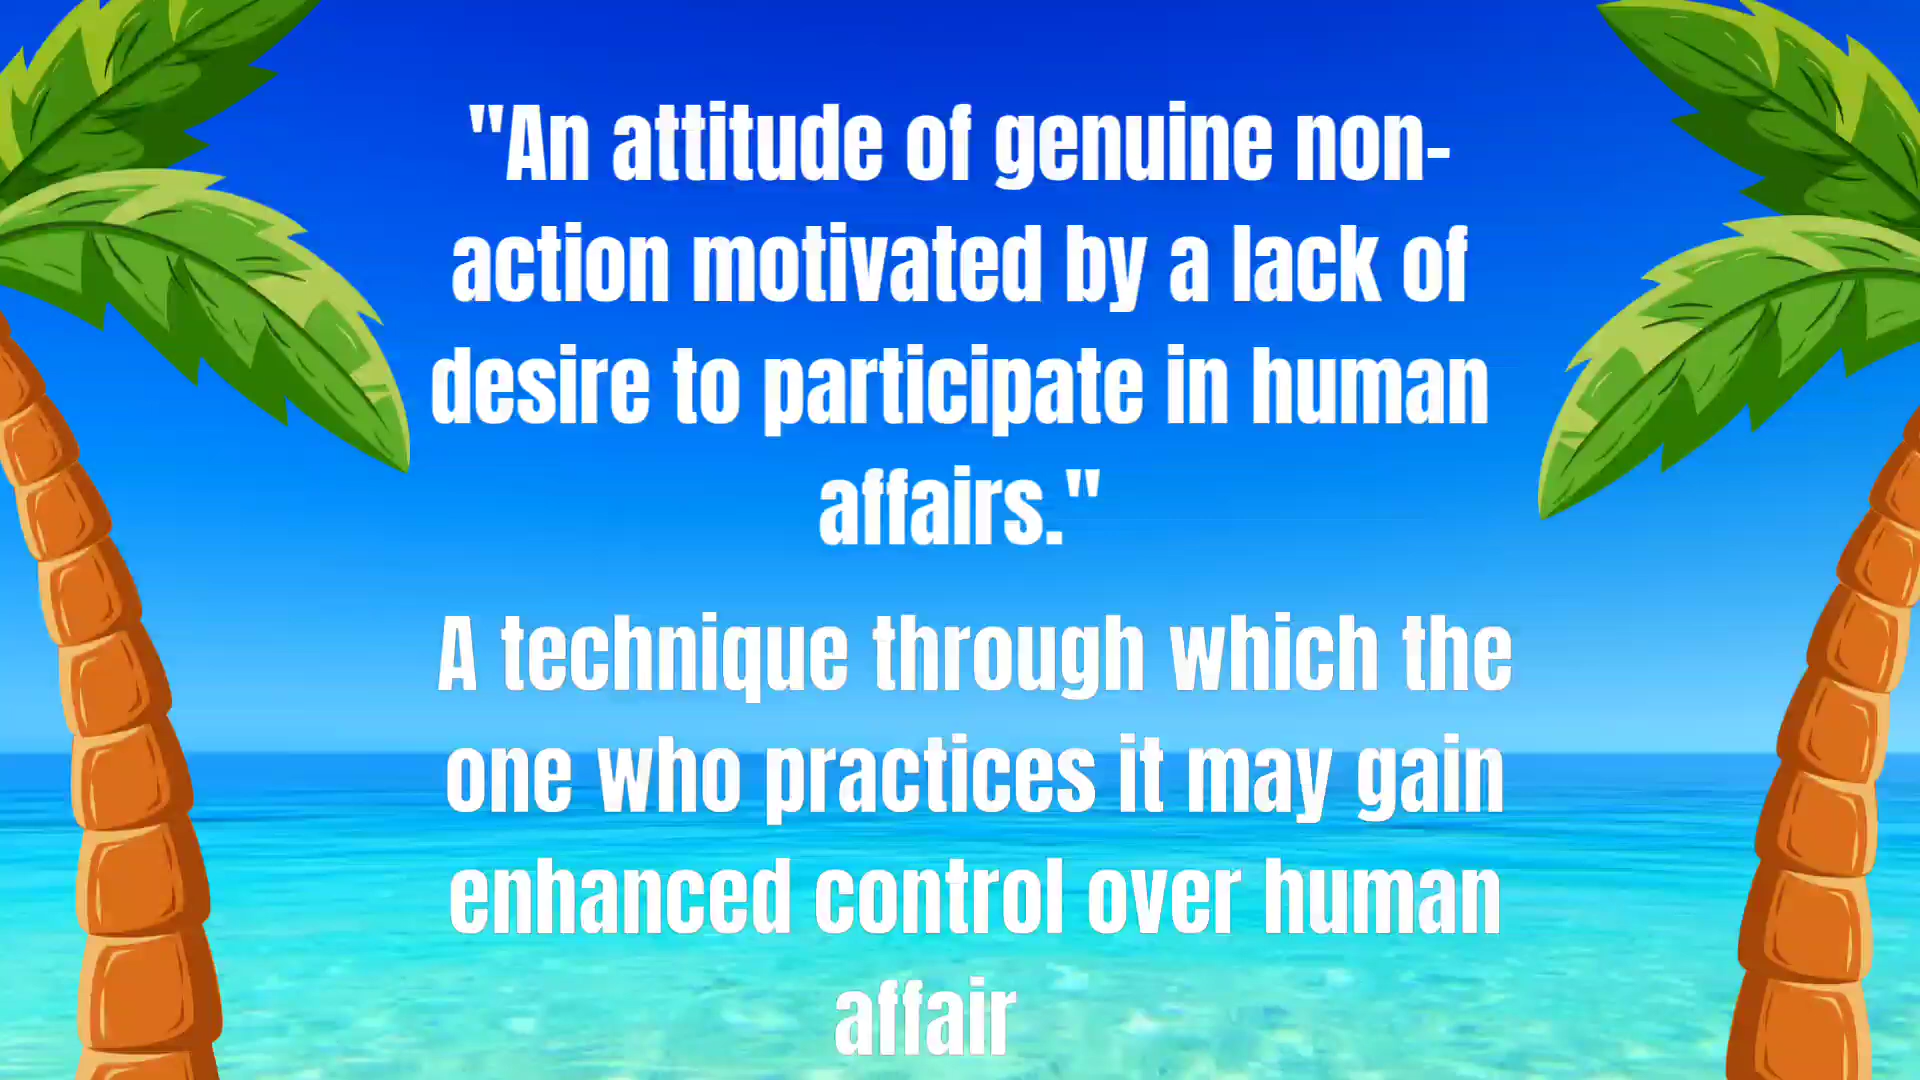 "An attitude of genuine non-
action motivated by a lack of
desire to participate in human
affairs."
A technique through which the
one who practices it may gain
enhanced control over human
affair